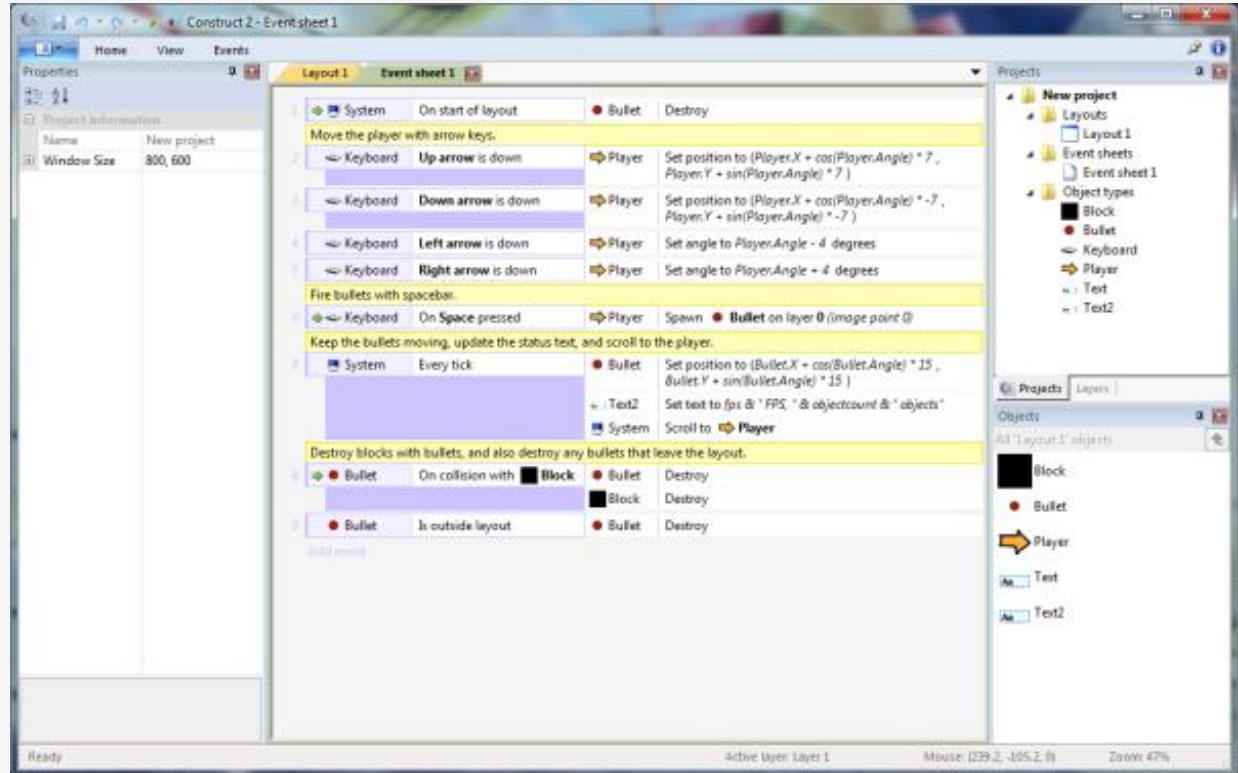 Construct 2 - Event sheet 1
Home View Events
Properties
Project Information
Name New project
Window Size 800, 600
Layout 1 Event sheet 1
1 System On start of layout Bullet Destroy
Move the player with arrow keys.
2 Keyboard Up arrow is down Player Set position to (Player.X + cos(Player.Angle) * 7 ,
Player.Y + sin(Player.Angle) * 7 )
3 Keyboard Down arrow is down Player Set position to (Player.X + cos(Player.Angle) * -7 ,
Player.Y + sin(Player.Angle) * -7 )
4 Keyboard Left arrow is down Player Set angle to Player.Angle - 4 degrees
5 Keyboard Right arrow is down Player Set angle to Player.Angle + 4 degrees
Fire bullets with spacebar.
6 Keyboard On Space pressed Player Spawn Bullet on layer 0 (image point 0)
Keep the bullets moving, update the status text, and scroll to the player.
7 System Every tick Bullet Set position to (Bullet.X + cos(Bullet.Angle) * 15 ,
Bullet.Y + sin(Bullet.Angle) * 15 )
Text2 Set text to fps & " FPS, " & objectcount & " objects"
System Scroll to Player
Destroy blocks with bullets, and also destroy any bullets that leave the layout.
8 Bullet On collision with Block Bullet Destroy
Block Destroy
9 Bullet Is outside layout Bullet Destroy
Add event
Projects
New project
Layouts
Layout 1
Event sheets
Event sheet 1
Object types
Block
Bullet
Keyboard
Player
Text
Text2
Projects Layers
Objects
All 'Layout 1' objects
Block
Bullet
Player
Text
Text2
Ready Active layer: Layer 1 Mouse: (239.2, -105.2, 0) Zoom: 47%